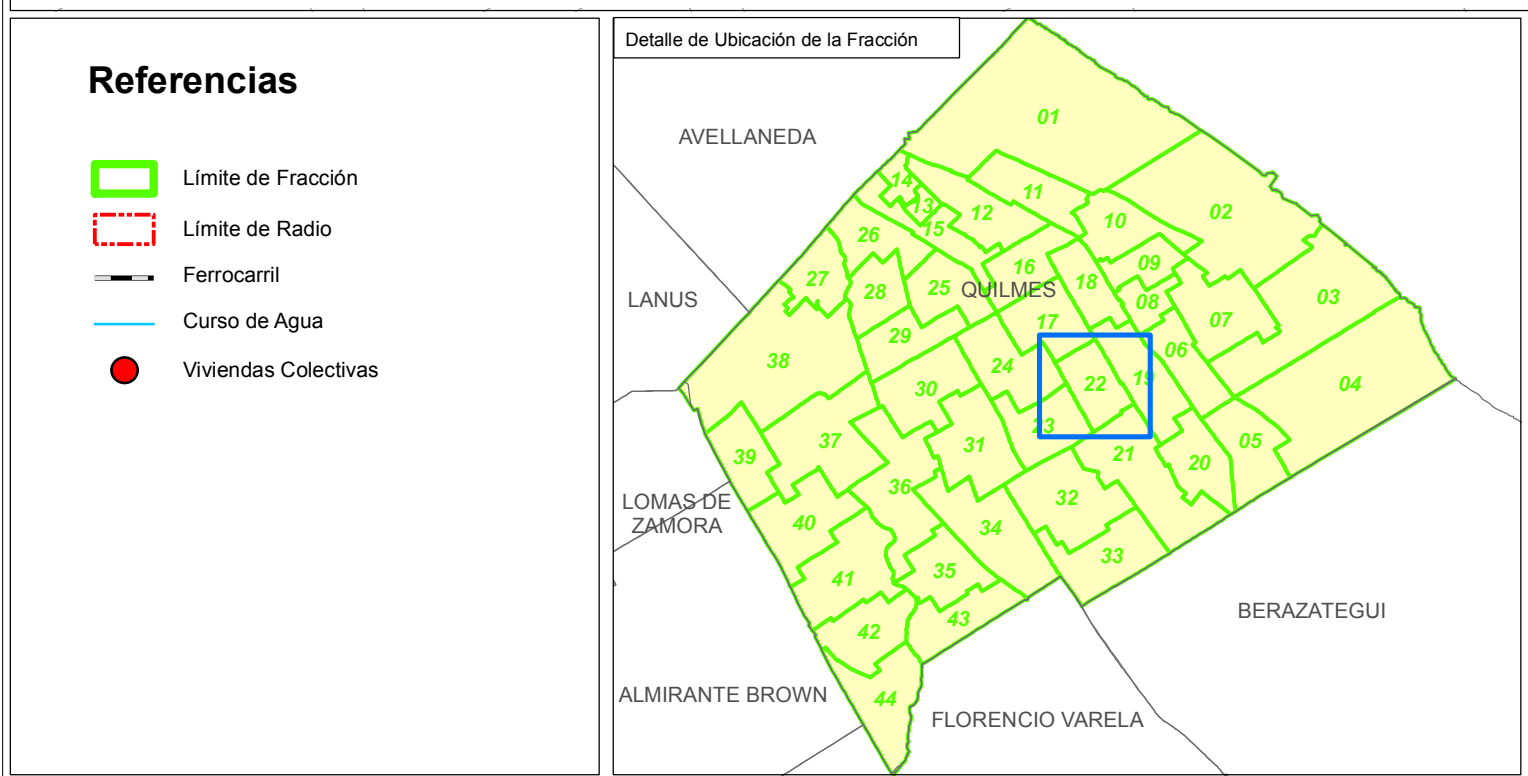 Referencias
Límite de Fracción
Límite de Radio
Ferrocarril
Curso de Agua
Viviendas Colectivas
Detalle de Ubicación de la Fracción
01
AVELLANEDA
14
11
13
12
02
10
15
26
16
09
27
28
25
QUILMES
18
LANUS
08
03
07
17
29
06
38
24
22
19
04
30
23
37
31
05
39
21
20
36
32
LOMAS DE
ZAMORA
40
34
33
35
41
BERAZATEGUI
43
42
ALMIRANTE BROWN
44
FLORENCIO VARELA